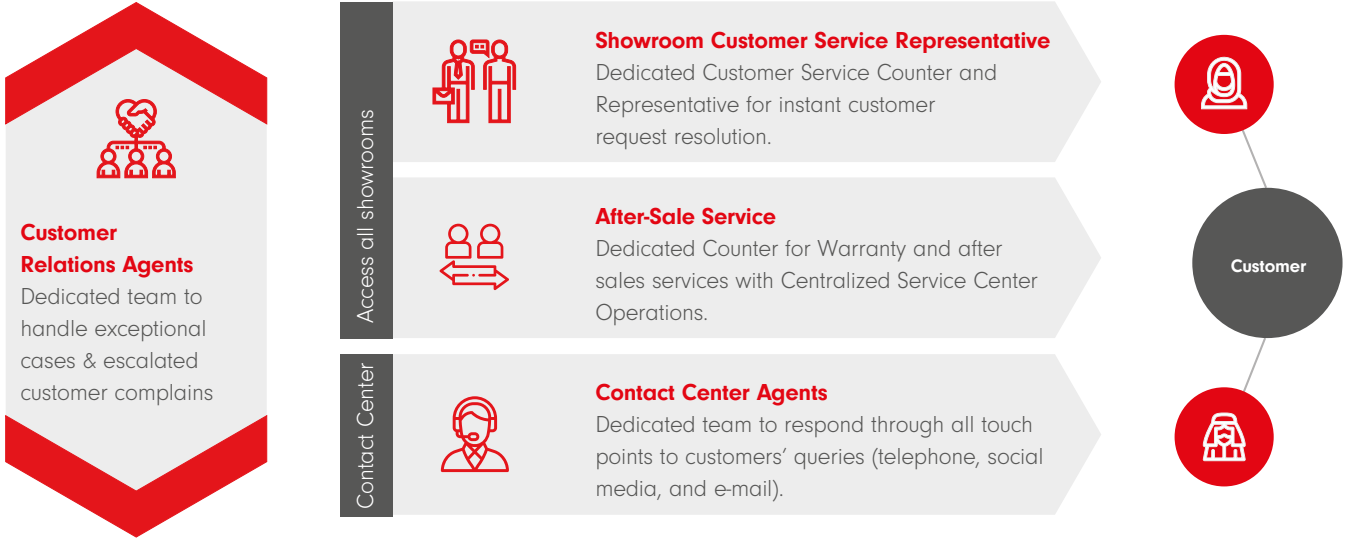 Customer
Relations Agents
Dedicated team to
handle exceptional
cases & escalated
customer complains
Access all showrooms
Showroom Customer Service Representative
Dedicated Customer Service Counter and
Representative for instant customer
request resolution.
After-Sale Service
Dedicated Counter for Warranty and after
sales services with Centralized Service Center
Operations.
Contact Center
Contact Center Agents
Dedicated team to respond through all touch
points to customers’ queries (telephone, social
media, and e-mail).
Customer